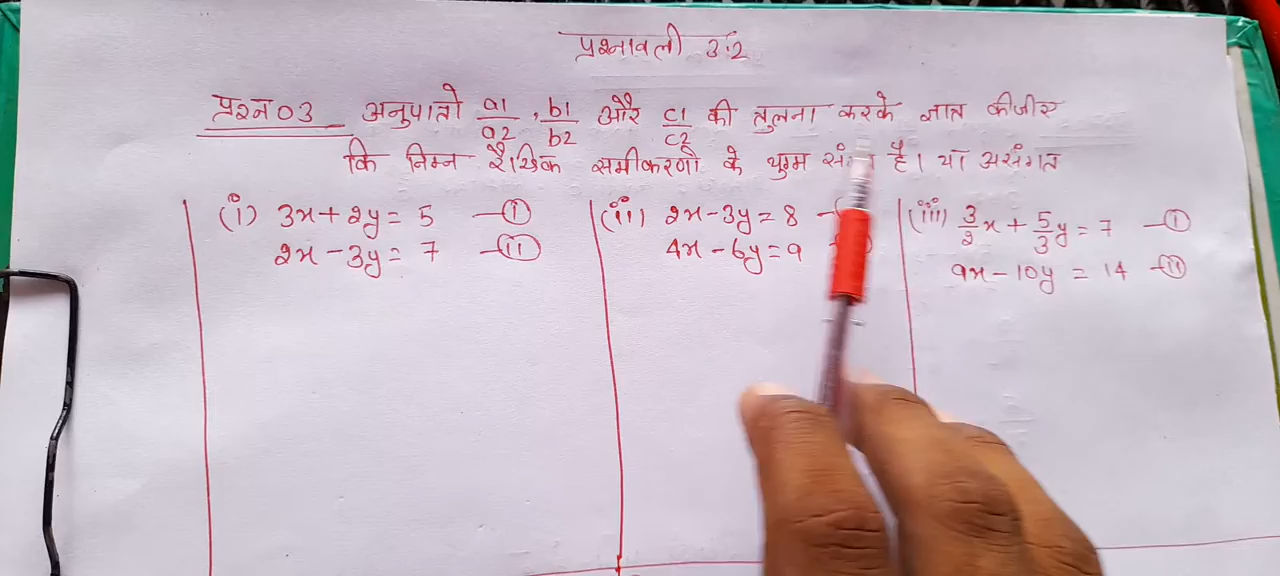 प्रश्नावली 3.2
प्रश्न 03 अनुपातो a1/a2, b1/b2 और c1/c2 की तुलना करके ज्ञात कीजीए
कि निम्न रैखिक समीकरणो के युग्म है। या असंगत
(i) 3x + 2y = 5 —(I)
2x - 3y = 7 —(II)
(ii) 2x - 3y = 8
4x - 6y = 9
(iii) 3/2 x + 5/3 y = 7 —(I)
9x - 10y = 14 —(II)